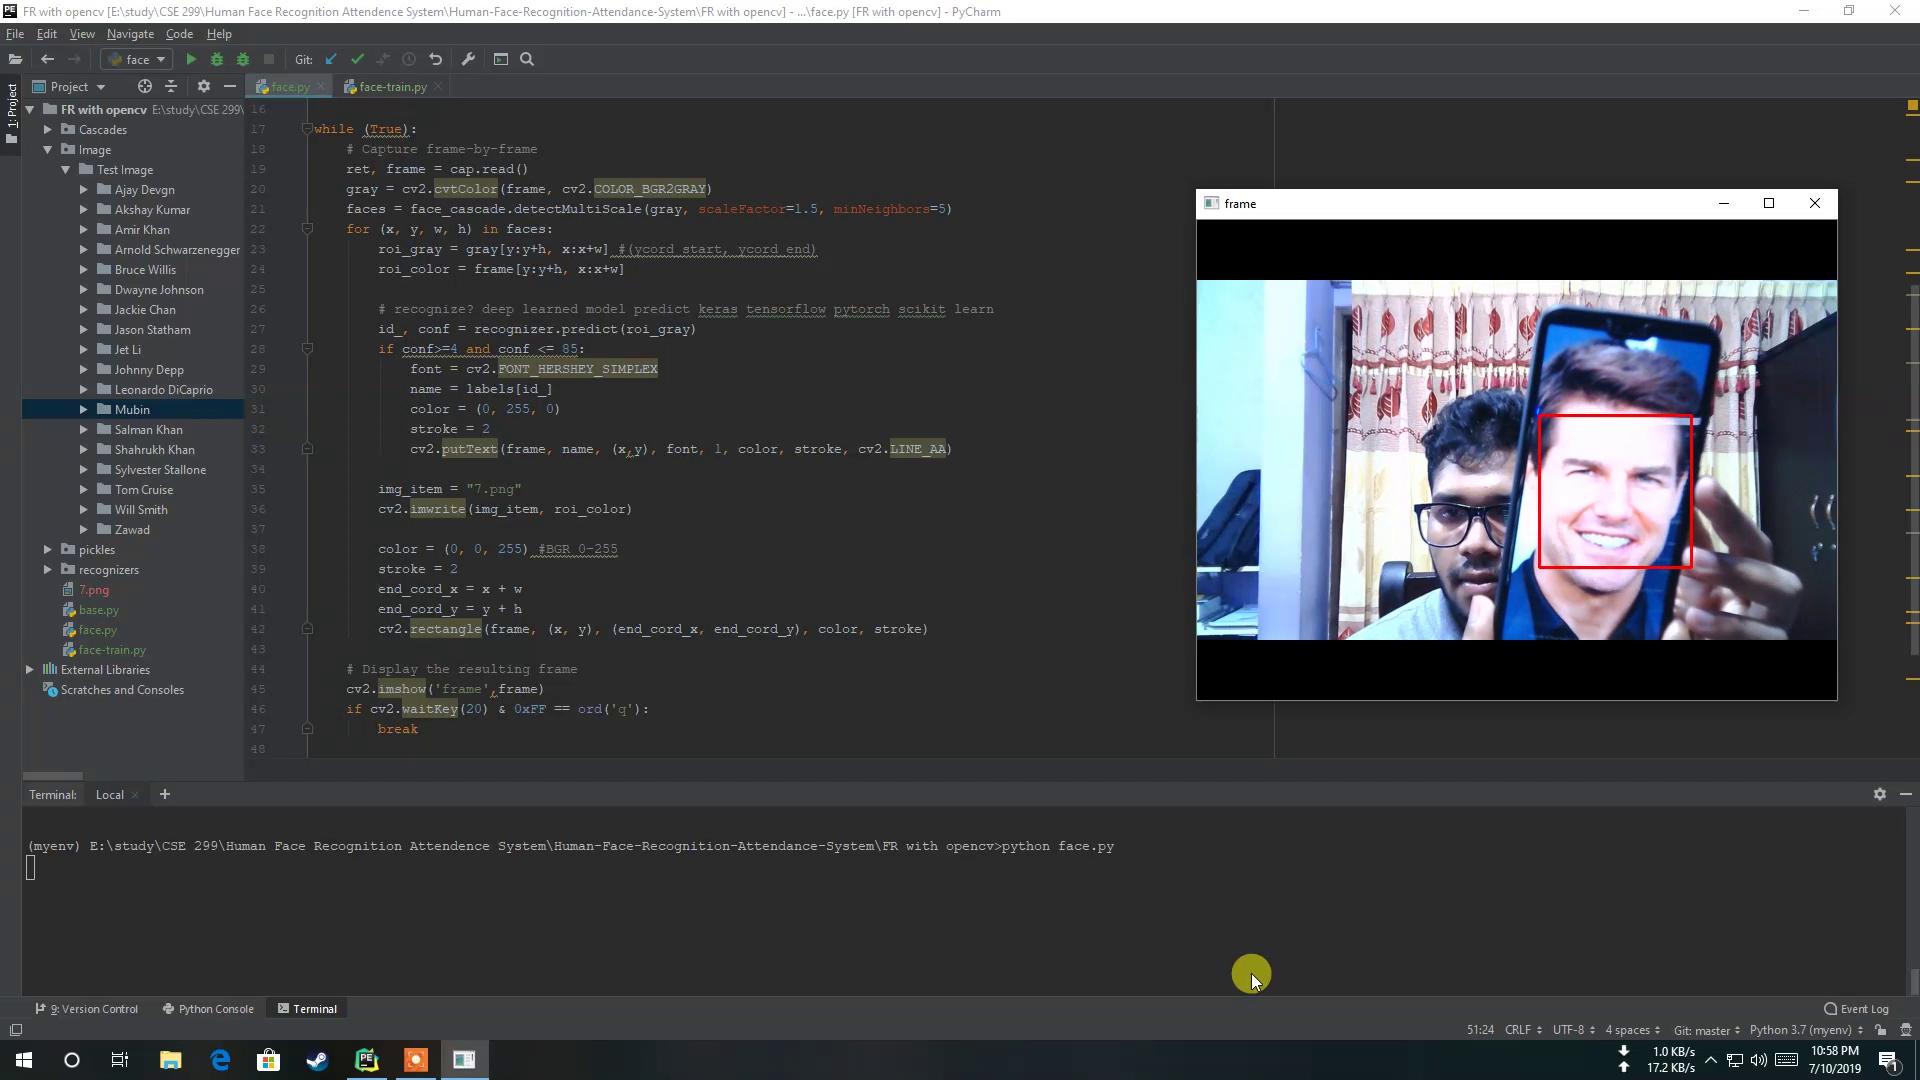 FR with opencv [E:\study\CSE 299\Human Face Recognition Attendence System\Human-Face-Recognition-Attendance-System\FR with opencv] - ...\face.py [FR with opencv] - PyCharm
File Edit View Navigate Code Help
face Git:
Project face.py face-train.py
1: Project
FR with opencv E:\study\CSE 299\
Cascades
Image
Test Image
Ajay Devgn
Akshay Kumar
Amir Khan
Arnold Schwarzenegger
Bruce Willis
Dwayne Johnson
Jackie Chan
Jason Statham
Jet Li
Johnny Depp
Leonardo DiCaprio
Mubin
Salman Khan
Shahrukh Khan
Sylvester Stallone
Tom Cruise
Will Smith
Zawad
pickles
recognizers
7.png
base.py
face.py
face-train.py
External Libraries
Scratches and Consoles
16
17 while (True):
18 # Capture frame-by-frame
19 ret, frame = cap.read()
20 gray = cv2.cvtColor(frame, cv2.COLOR_BGR2GRAY)
21 faces = face_cascade.detectMultiScale(gray, scaleFactor=1.5, minNeighbors=5)
22 for (x, y, w, h) in faces:
23 roi_gray = gray[y:y+h, x:x+w] #(ycord_start, ycord_end)
24 roi_color = frame[y:y+h, x:x+w]
25
26 # recognize? deep learned model predict keras tensorflow pytorch scikit learn
27 id_, conf = recognizer.predict(roi_gray)
28 if conf>=4 and conf <= 85:
29 font = cv2.FONT_HERSHEY_SIMPLEX
30 name = labels[id_]
31 color = (0, 255, 0)
32 stroke = 2
33 cv2.putText(frame, name, (x,y), font, 1, color, stroke, cv2.LINE_AA)
34
35 img_item = "7.png"
36 cv2.imwrite(img_item, roi_color)
37
38 color = (0, 0, 255) #BGR 0-255
39 stroke = 2
40 end_cord_x = x + w
41 end_cord_y = y + h
42 cv2.rectangle(frame, (x, y), (end_cord_x, end_cord_y), color, stroke)
43
44 # Display the resulting frame
45 cv2.imshow('frame',frame)
46 if cv2.waitKey(20) & 0xFF == ord('q'):
47 break
48
frame
Terminal: Local
(myenv) E:\study\CSE 299\Human Face Recognition Attendence System\Human-Face-Recognition-Attendance-System\FR with opencv>python face.py
9: Version Control Python Console Terminal Event Log
51:24 CRLF UTF-8 4 spaces Git: master Python 3.7 (myenv)
1.0 KB/s
17.2 KB/s
10:58 PM
7/10/2019
1